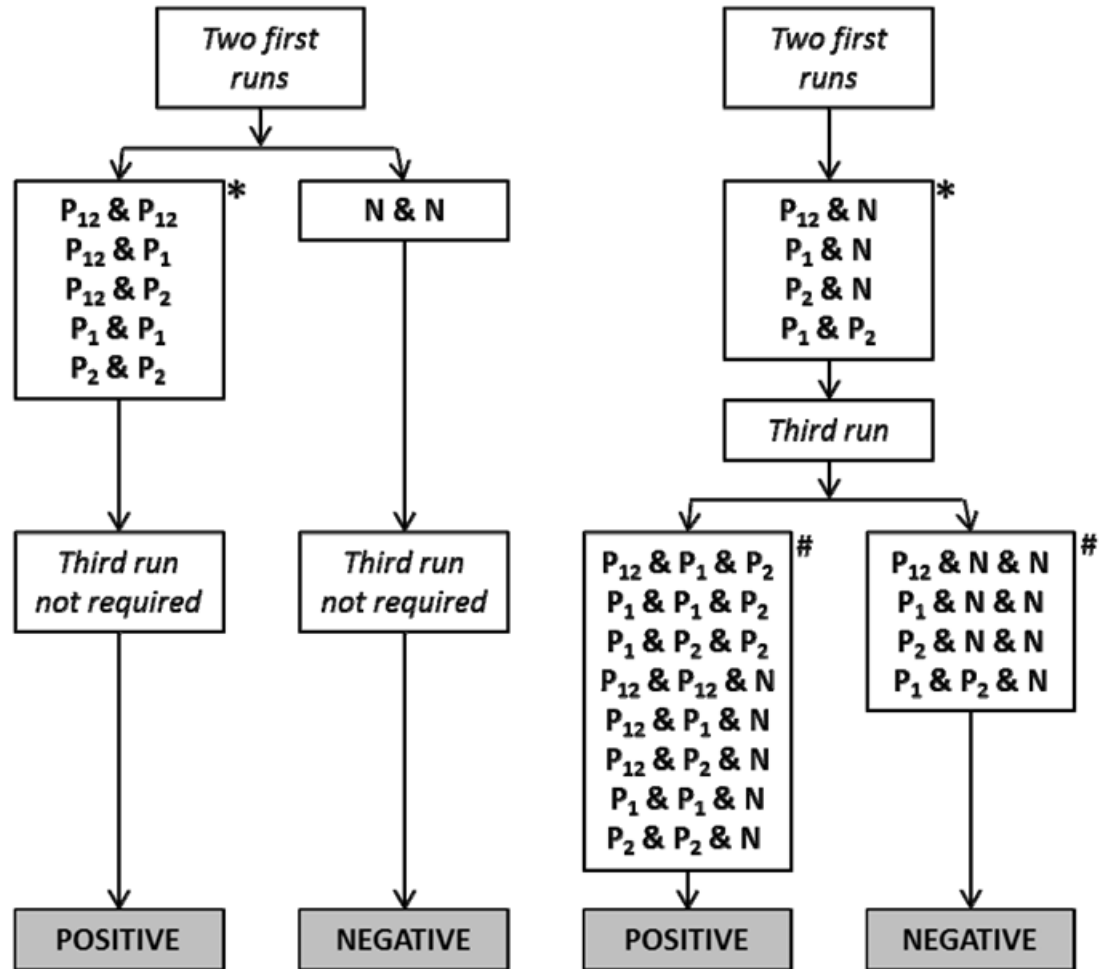 Two first
runs
*
P₁₂ & P₁₂
P₁₂ & P₁
P₁₂ & P₂
P₁ & P₁
P₂ & P₂
N & N
Third run
not required
Third run
not required
POSITIVE
NEGATIVE
Two first
runs
*
P₁₂ & N
P₁ & N
P₂ & N
P₁ & P₂
Third run
#
P₁₂ & P₁ & P₂
P₁ & P₁ & P₂
P₁ & P₂ & P₂
P₁₂ & P₁₂ & N
P₁₂ & P₁ & N
P₁₂ & P₂ & N
P₁ & P₁ & N
P₂ & P₂ & N
#
P₁₂ & N & N
P₁ & N & N
P₂ & N & N
P₁ & P₂ & N
POSITIVE
NEGATIVE